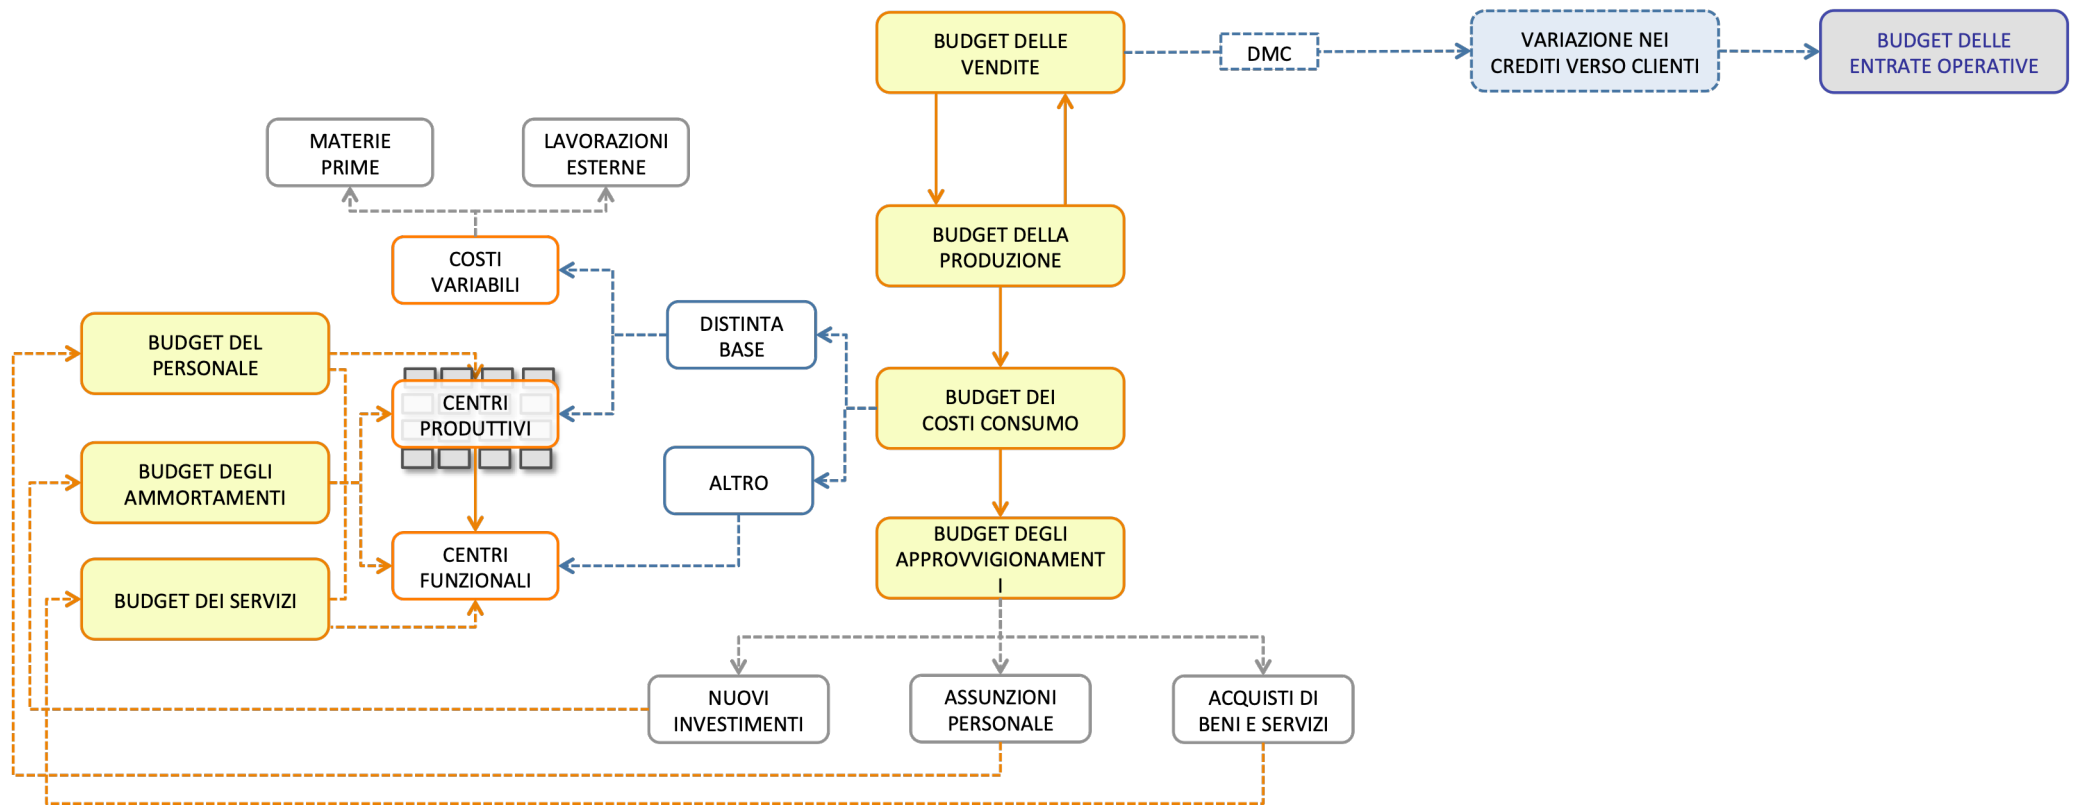 BUDGET DELLE
VENDITE
DMC
VARIAZIONE NEI
CREDITI VERSO CLIENTI
BUDGET DELLE
ENTRATE OPERATIVE
MATERIE
PRIME
LAVORAZIONI
ESTERNE
BUDGET DELLA
PRODUZIONE
COSTI
VARIABILI
DISTINTA
BASE
BUDGET DEL
PERSONALE
CENTRI
PRODUTTIVI
BUDGET DEI
COSTI CONSUMO
BUDGET DEGLI
AMMORTAMENTI
ALTRO
BUDGET DEGLI
APPROVVIGIONAMENT
I
CENTRI
FUNZIONALI
BUDGET DEI SERVIZI
NUOVI
INVESTIMENTI
ASSUNZIONI
PERSONALE
ACQUISTI DI
BENI E SERVIZI